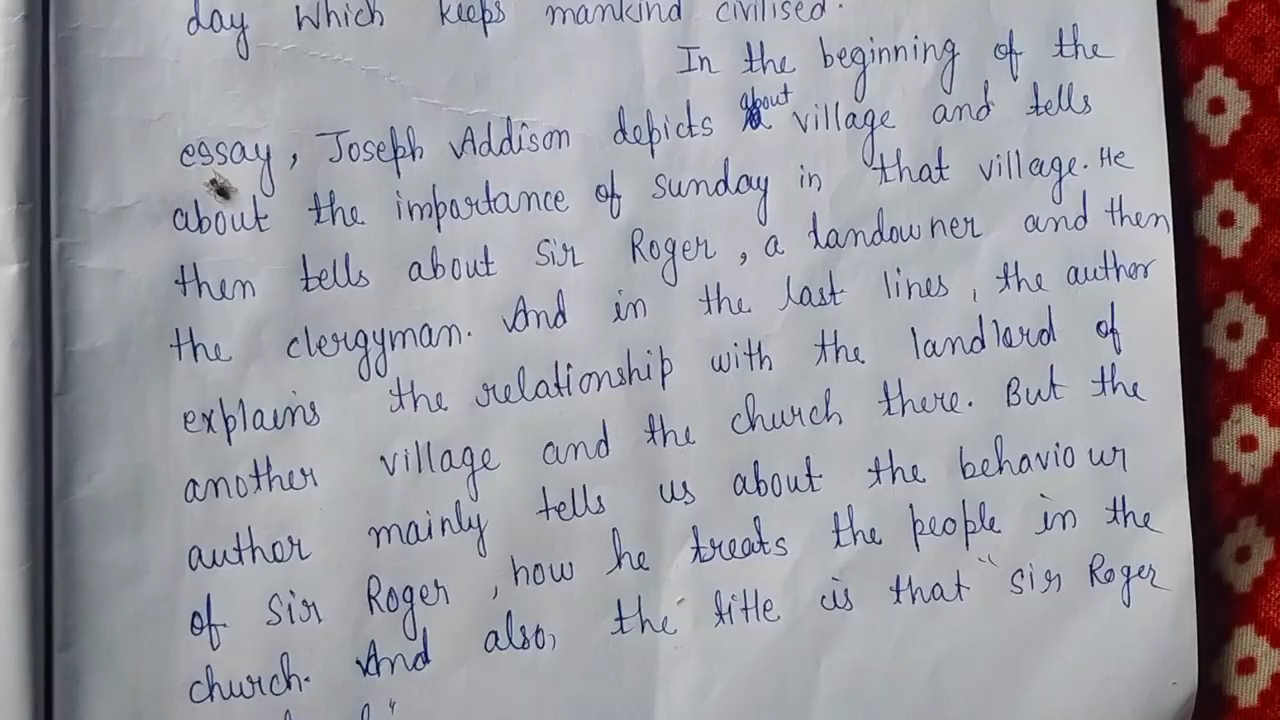 day which keeps mankind civilised.
In the beginning of the
essay, Joseph Addison depicts about village and tells
about the importance of sunday in that village. He
then tells about Sir Roger, a landowner and then
the clergyman. And in the last lines, the author
explains the relationship with the landlord of
another village and the church there. But the
author mainly tells us about the behaviour
of Sir Roger, how he treats the people in the
church. And also, the title is that "Sir Roger